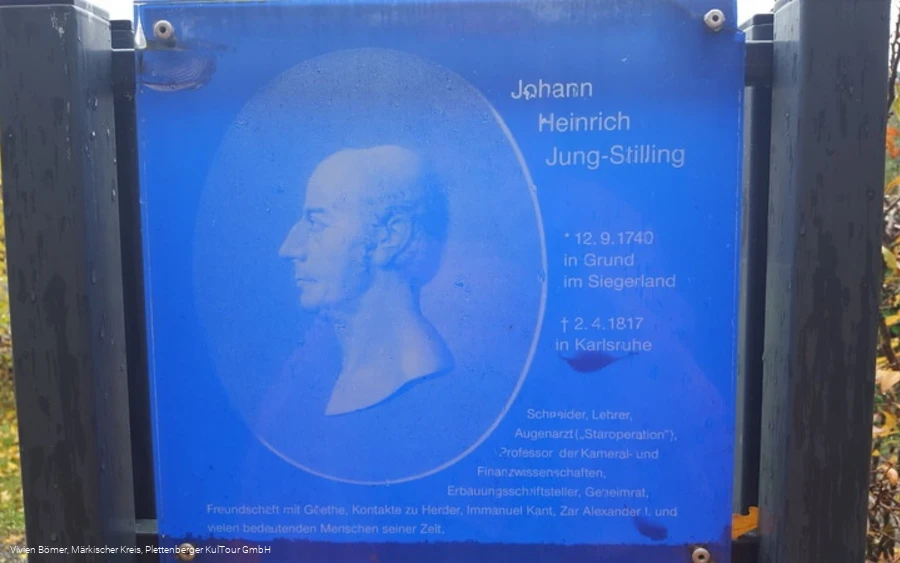 Johann
Heinrich
Jung-Stilling
* 12.9.1740
in Grund
im Siegerland
† 2.4.1817
in Karlsruhe
Schneider, Lehrer,
Augenarzt („Staroperation"),
Professor der Kameral- und
Finanzwissenschaften,
Erbauungsschriftsteller, Geheimrat,
Freundschaft mit Goethe, Kontakte zu Herder, Immanuel Kant, Zar Alexander I. und
vielen bedeutenden Menschen seiner Zeit.
Vivien Börner, Märkischer Kreis, Plettenberger KulTour GmbH